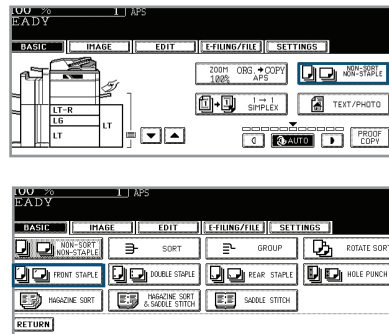 100 % 1 APS
EADY
BASIC IMAGE EDIT E-FILING/FILE SETTINGS
ZOOM ORG.→COPY NON-SORT
100% APS NON-STAPLE
1 → 1
SIMPLEX TEXT/PHOTO
LT-R
LG
LT LT
AUTO PROOF
COPY
100 % 1 APS
EADY
BASIC IMAGE EDIT E-FILING/FILE SETTINGS
NON-SORT
NON-STAPLE SORT GROUP ROTATE SORT
FRONT STAPLE DOUBLE STAPLE REAR STAPLE HOLE PUNCH
MAGAZINE SORT MAGAZINE SORT
& SADDLE STITCH SADDLE STITCH
RETURN